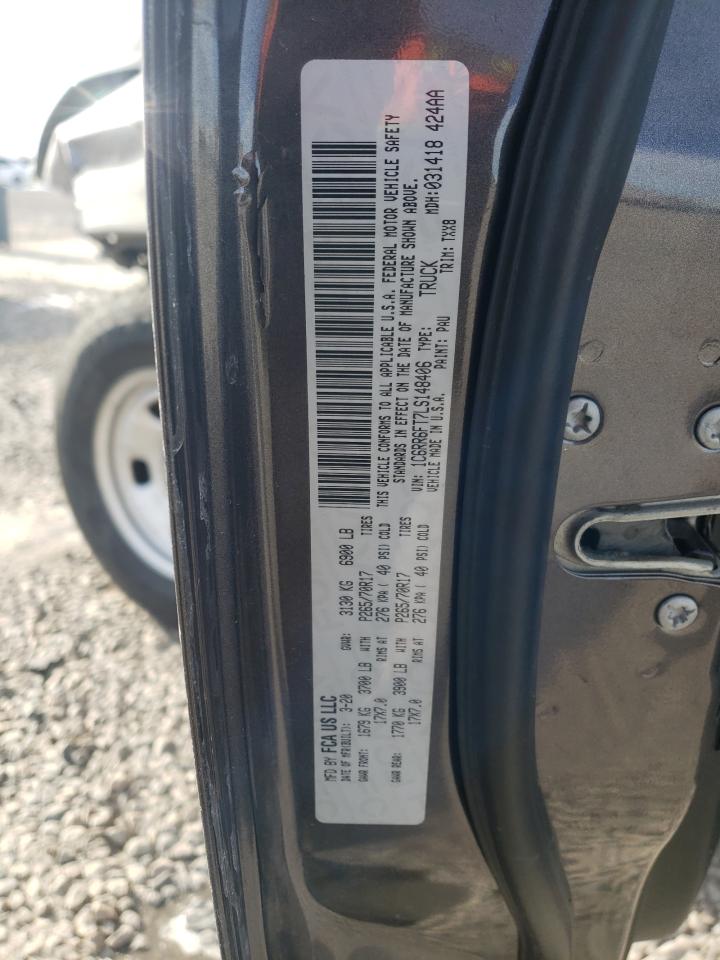 MFD BY FCA US LLC
DATE OF MFR(BUILT): 3-20 GVWR: 3130 KG 6900 LB
GAWR FRONT: 1679 KG 3700 LB WITH P265/70R17 TIRES
17X7.0 RIMS AT 276 KPA ( 40 PSI) COLD
GAWR REAR: 1770 KG 3900 LB WITH P265/70R17 TIRES
17X7.0 RIMS AT 276 KPA ( 40 PSI) COLD
THIS VEHICLE CONFORMS TO ALL APPLICABLE U.S.A. FEDERAL MOTOR VEHICLE SAFETY
STANDARDS IN EFFECT ON THE DATE OF MANUFACTURE SHOWN ABOVE.
VIN: 1C6RR6FT7LS148406 TYPE: TRUCK MDH:031418 424AA
VEHICLE MADE IN U.S.A. PAINT: PAU TRIM: TXX8